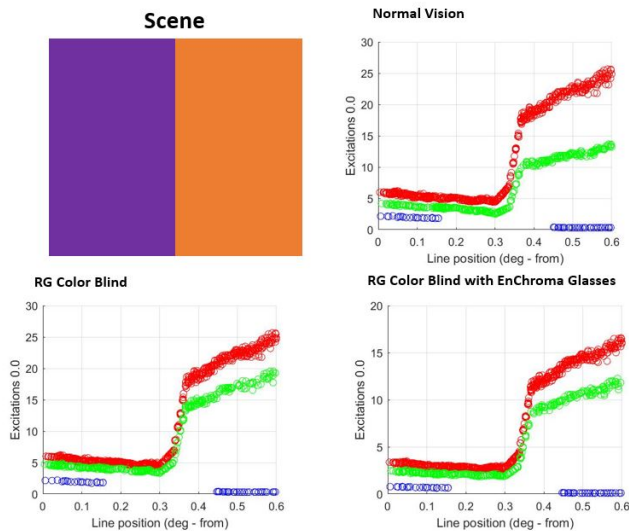 Scene
Normal Vision
30
25
20
15
10
5
0
Excitations 0.0
0 0.1 0.2 0.3 0.4 0.5 0.6
Line position (deg - from)
RG Color Blind
30
25
20
15
10
5
0
Excitations 0.0
0 0.1 0.2 0.3 0.4 0.5 0.6
Line position (deg - from)
RG Color Blind with EnChroma Glasses
20
15
10
5
0
Excitations 0.0
0 0.1 0.2 0.3 0.4 0.5 0.6
Line position (deg - from)